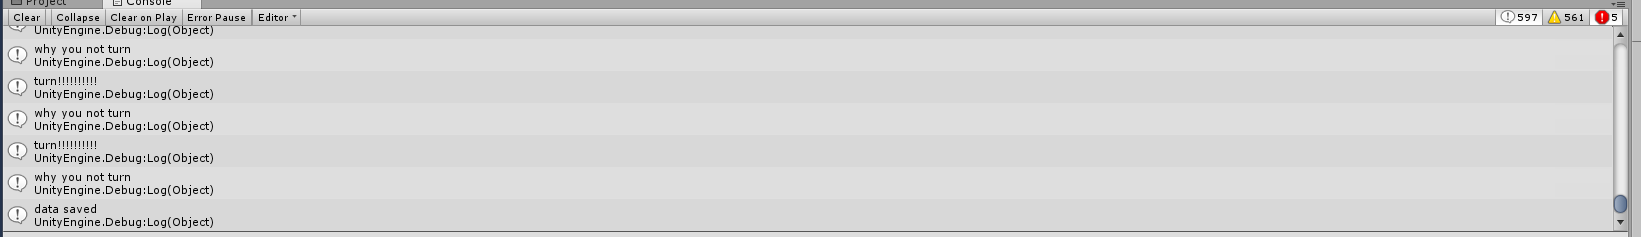 Project
Console
Clear Collapse Clear on Play Error Pause Editor 597 561 5
UnityEngine.Debug:Log(Object)
why you not turn
UnityEngine.Debug:Log(Object)
turn!!!!!!!!!!
UnityEngine.Debug:Log(Object)
why you not turn
UnityEngine.Debug:Log(Object)
turn!!!!!!!!!!
UnityEngine.Debug:Log(Object)
why you not turn
UnityEngine.Debug:Log(Object)
data saved
UnityEngine.Debug:Log(Object)